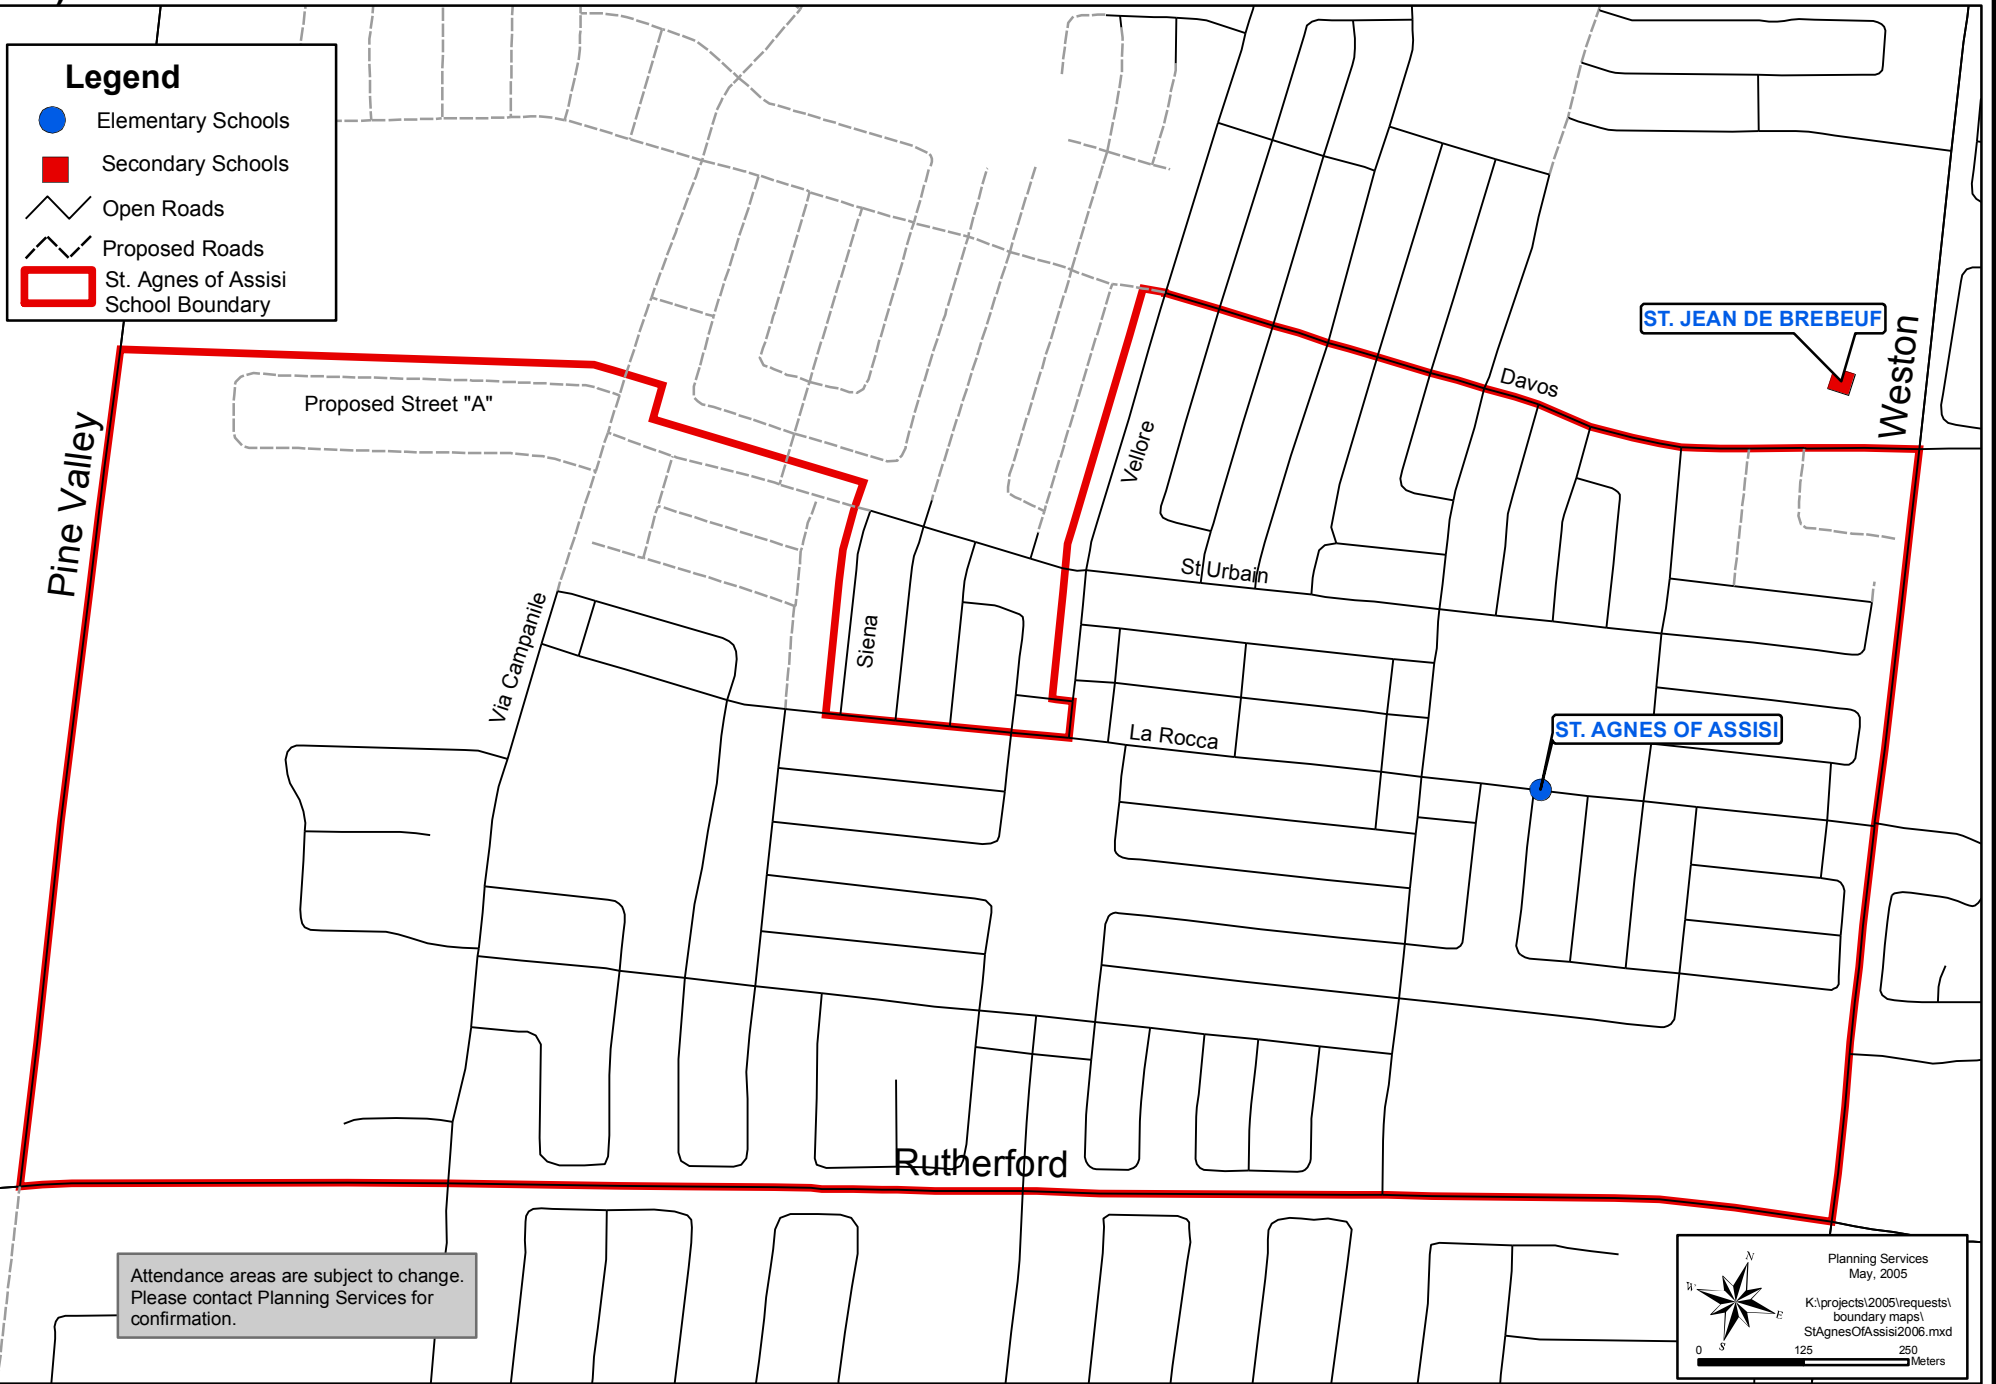 Legend
Elementary Schools
Secondary Schools
Open Roads
Proposed Roads
St. Agnes of Assisi
School Boundary
ST. JEAN DE BREBEUF
Weston
Davos
Proposed Street "A"
Pine Valley
Vellore
St Urbain
Siena
Via Campanile
La Rocca
ST. AGNES OF ASSISI
Rutherford
Attendance areas are subject to change.
Please contact Planning Services for
confirmation.
N
W
E
S
Planning Services
May, 2005
K:\projects\2005\requests\
boundary maps\
StAgnesOfAssisi2006.mxd
0 125 250
Meters